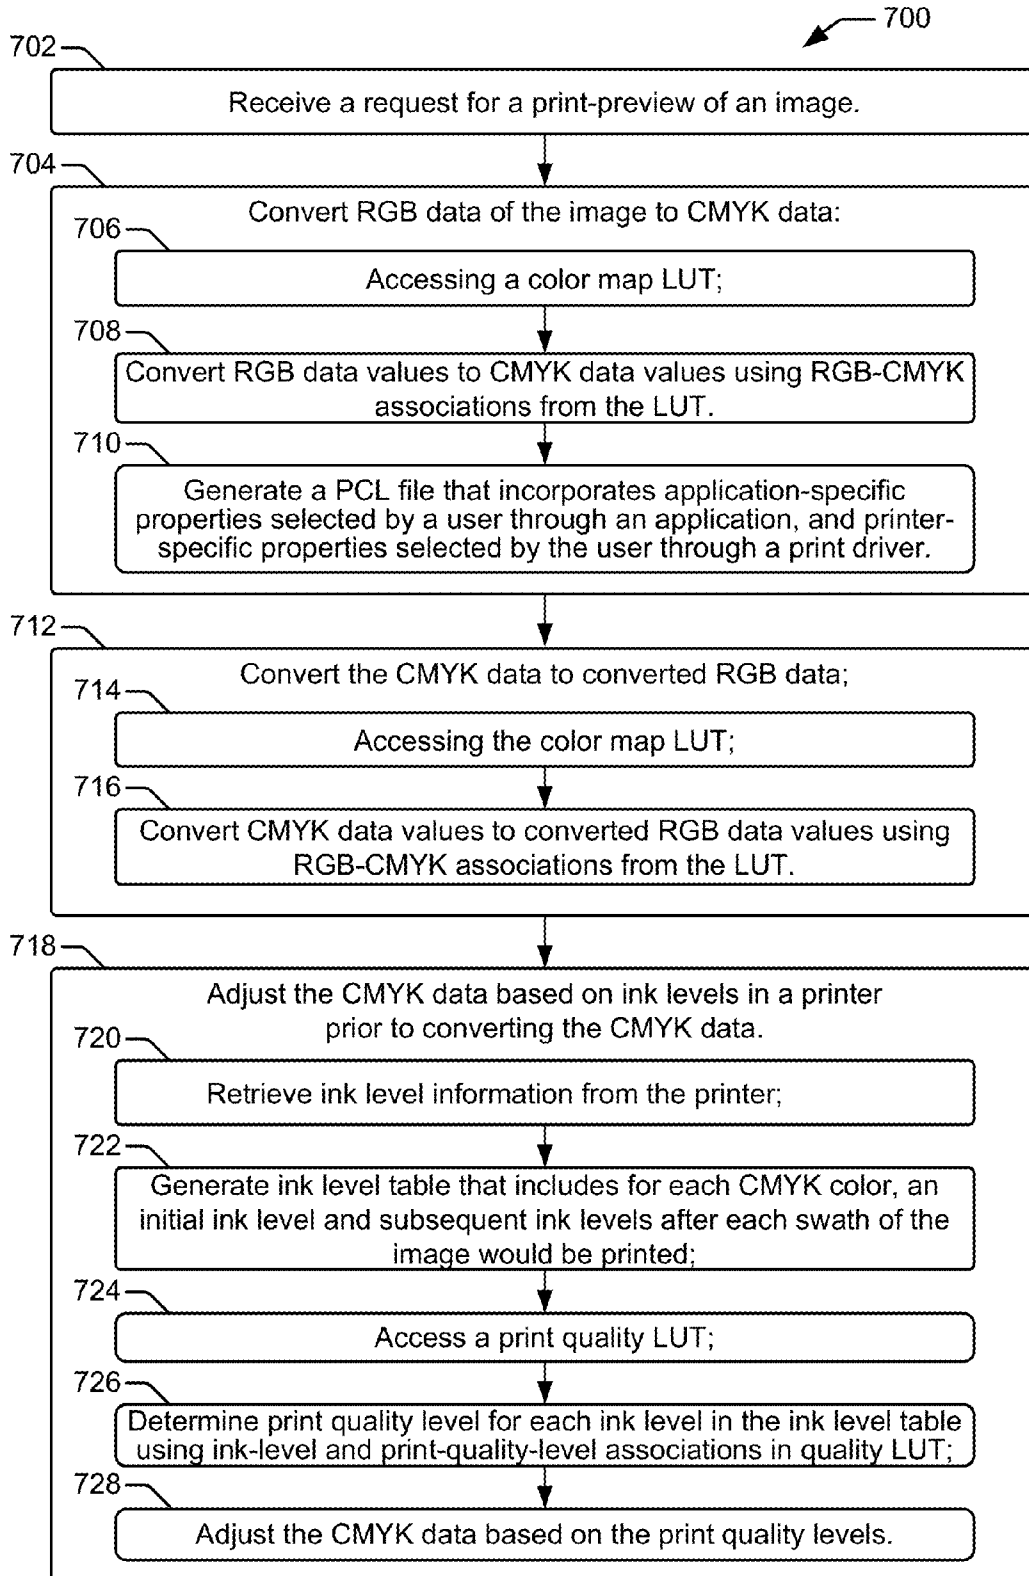 700
702
Receive a request for a print-preview of an image.
704
Convert RGB data of the image to CMYK data:
706
Accessing a color map LUT;
708
Convert RGB data values to CMYK data values using RGB-CMYK
associations from the LUT.
710
Generate a PCL file that incorporates application-specific
properties selected by a user through an application, and printer-
specific properties selected by the user through a print driver.
712
Convert the CMYK data to converted RGB data;
714
Accessing the color map LUT;
716
Convert CMYK data values to converted RGB data values using
RGB-CMYK associations from the LUT.
718
Adjust the CMYK data based on ink levels in a printer
prior to converting the CMYK data.
720
Retrieve ink level information from the printer;
722
Generate ink level table that includes for each CMYK color, an
initial ink level and subsequent ink levels after each swath of the
image would be printed;
724
Access a print quality LUT;
726
Determine print quality level for each ink level in the ink level table
using ink-level and print-quality-level associations in quality LUT;
728
Adjust the CMYK data based on the print quality levels.